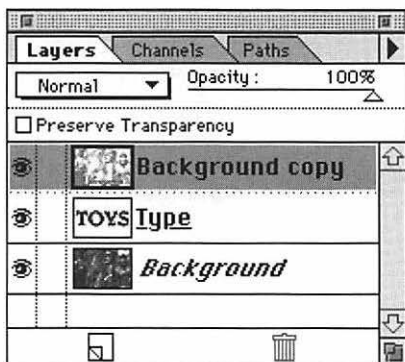 Layers Channels Paths
Normal Opacity: 100%
Preserve Transparency
Background copy
TOYS Type
Background